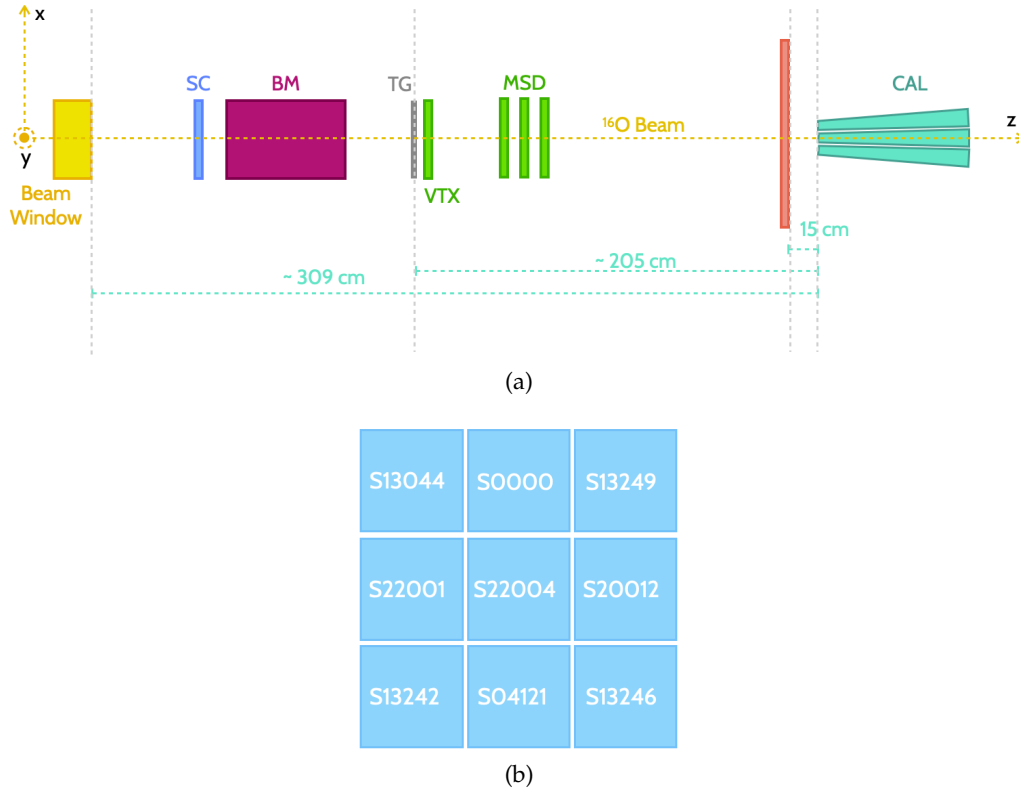 x
SC
BM
TG
MSD
CAL
¹⁶O Beam
z
y
Beam
Window
VTX
15 cm
~ 205 cm
~ 309 cm
(a)
S13044 S0000 S13249
S22001 S22004 S20012
S13242 S04121 S13246
(b)